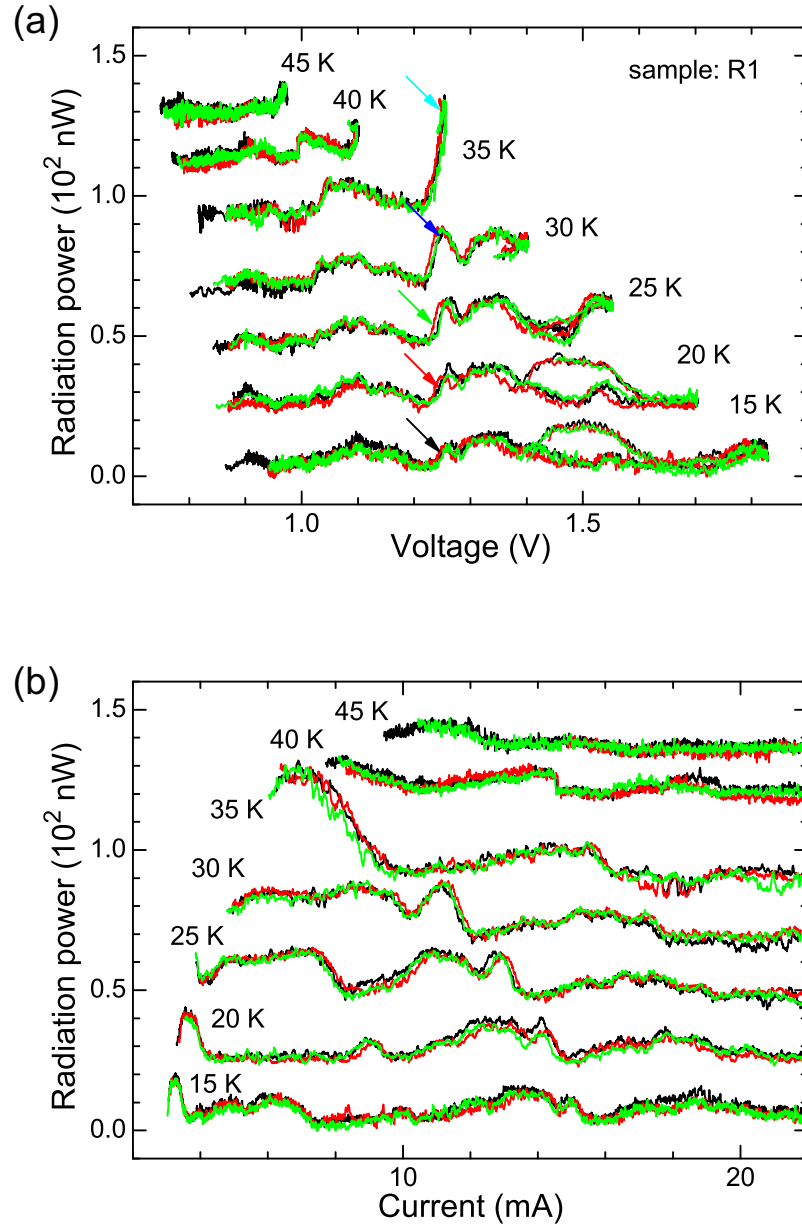 (a)
1.5
45 K
40 K
sample: R1
35 K
1.0
30 K
25 K
0.5
20 K
15 K
0.0
Radiation power (10² nW)
1.0
1.5
Voltage (V)
(b)
1.5
45 K
40 K
35 K
1.0
30 K
25 K
0.5
20 K
15 K
0.0
Radiation power (10² nW)
10
20
Current (mA)